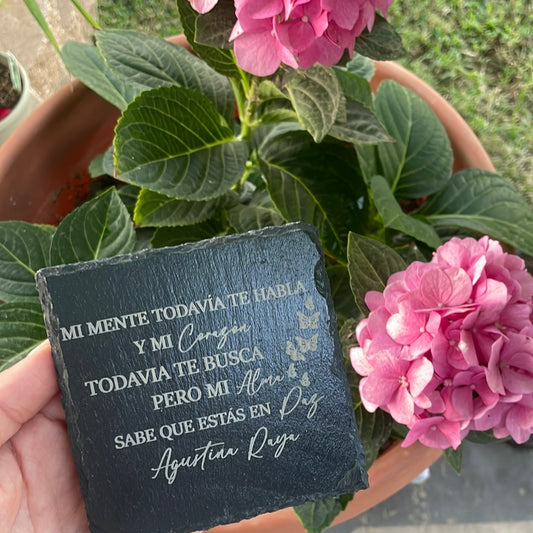 MI MENTE TODAVÍA TE HABLA
Y MI Corazon
TODAVIA TE BUSCA
PERO MI Alma
SABE QUE ESTÁS EN Paz
Agustina Raya